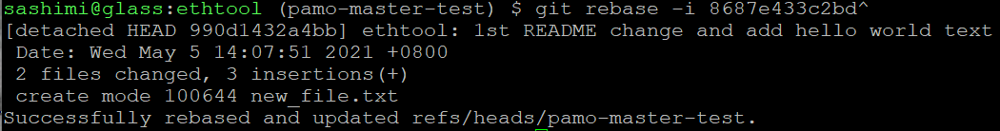 sashimi@glass:ethtool (pamo-master-test) $ git rebase -i 8687e433c2bd^
[detached HEAD 990d1432a4bb] ethtool: 1st README change and add hello world text
 Date: Wed May 5 14:07:51 2021 +0800
 2 files changed, 3 insertions(+)
 create mode 100644 new_file.txt
Successfully rebased and updated refs/heads/pamo-master-test.